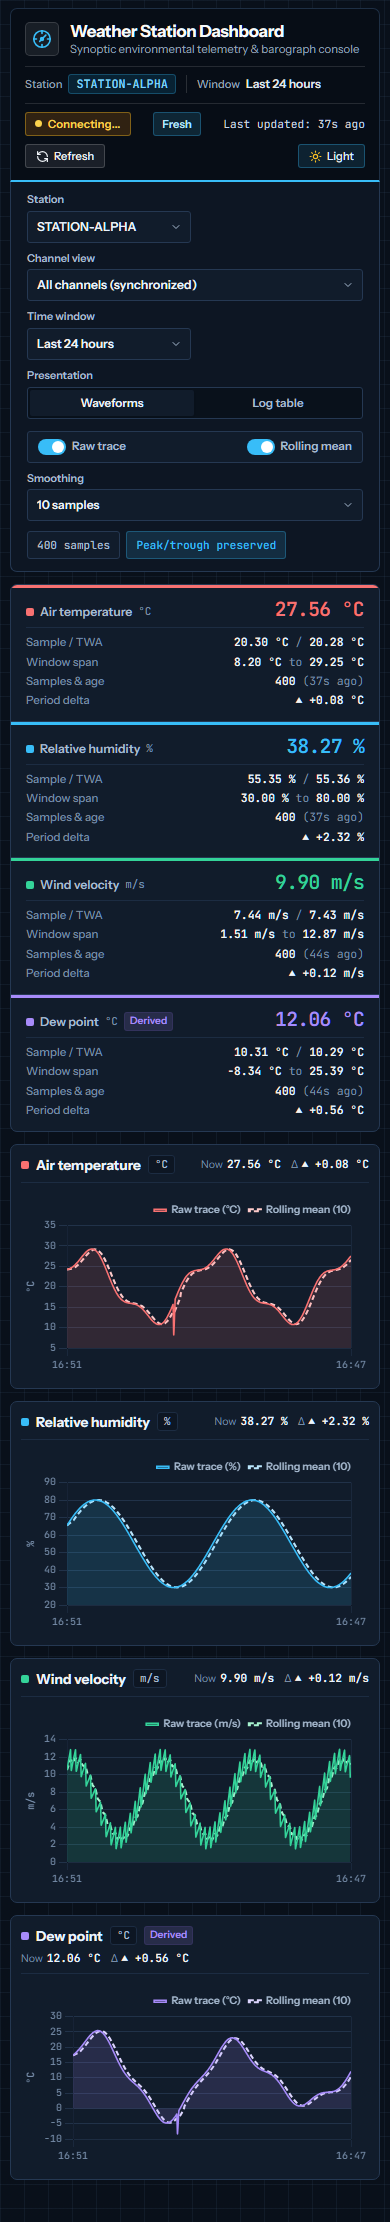 Weather Station Dashboard
Synoptic environmental telemetry & barograph console
Station STATION-ALPHA Window Last 24 hours
Connecting... Fresh Last updated: 37s ago
Refresh Light
Station
STATION-ALPHA
Channel view
All channels (synchronized)
Time window
Last 24 hours
Presentation
Waveforms Log table
Raw trace Rolling mean
Smoothing
10 samples
400 samples Peak/trough preserved
Air temperature °C 27.56 °C
Sample / TWA 20.30 °C / 20.28 °C
Window span 8.20 °C to 29.25 °C
Samples & age 400 (37s ago)
Period delta ▲ +0.08 °C
Relative humidity % 38.27 %
Sample / TWA 55.35 % / 55.36 %
Window span 30.00 % to 80.00 %
Samples & age 400 (37s ago)
Period delta ▲ +2.32 %
Wind velocity m/s 9.90 m/s
Sample / TWA 7.44 m/s / 7.43 m/s
Window span 1.51 m/s to 12.87 m/s
Samples & age 400 (44s ago)
Period delta ▲ +0.12 m/s
Dew point °C Derived 12.06 °C
Sample / TWA 10.31 °C / 10.29 °C
Window span -8.34 °C to 25.39 °C
Samples & age 400 (44s ago)
Period delta ▲ +0.56 °C
Air temperature °C Now 27.56 °C Δ ▲ +0.08 °C
Raw trace (°C) Rolling mean (10)
35
30
25
20
15
10
5
°C
16:51 16:47
Relative humidity % Now 38.27 % Δ ▲ +2.32 %
Raw trace (%) Rolling mean (10)
90
80
70
60
50
40
30
20
%
16:51 16:47
Wind velocity m/s Now 9.90 m/s Δ ▲ +0.12 m/s
Raw trace (m/s) Rolling mean (10)
14
12
10
8
6
4
2
0
m/s
16:51 16:47
Dew point °C Derived
Now 12.06 °C Δ ▲ +0.56 °C
Raw trace (°C) Rolling mean (10)
30
25
20
15
10
5
0
-5
-10
°C
16:51 16:47